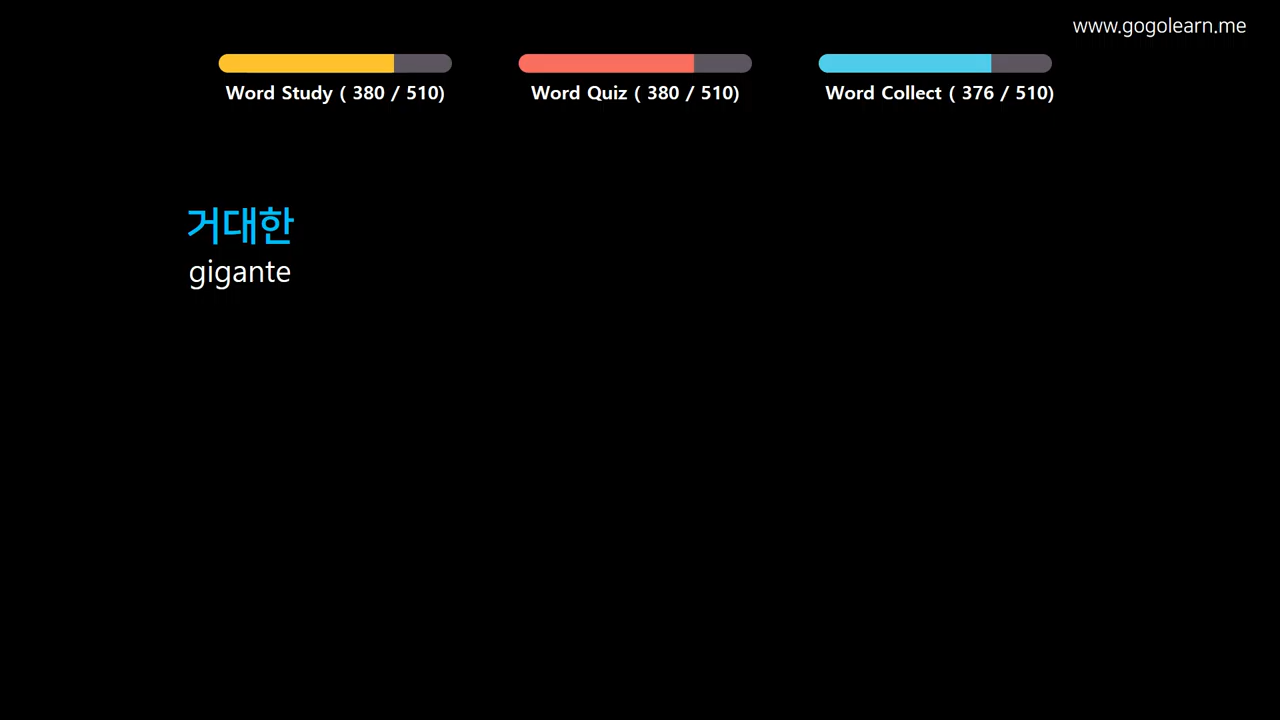 www.gogolearn.me
Word Study ( 380 / 510)
Word Quiz ( 380 / 510)
Word Collect ( 376 / 510)
거대한
gigante